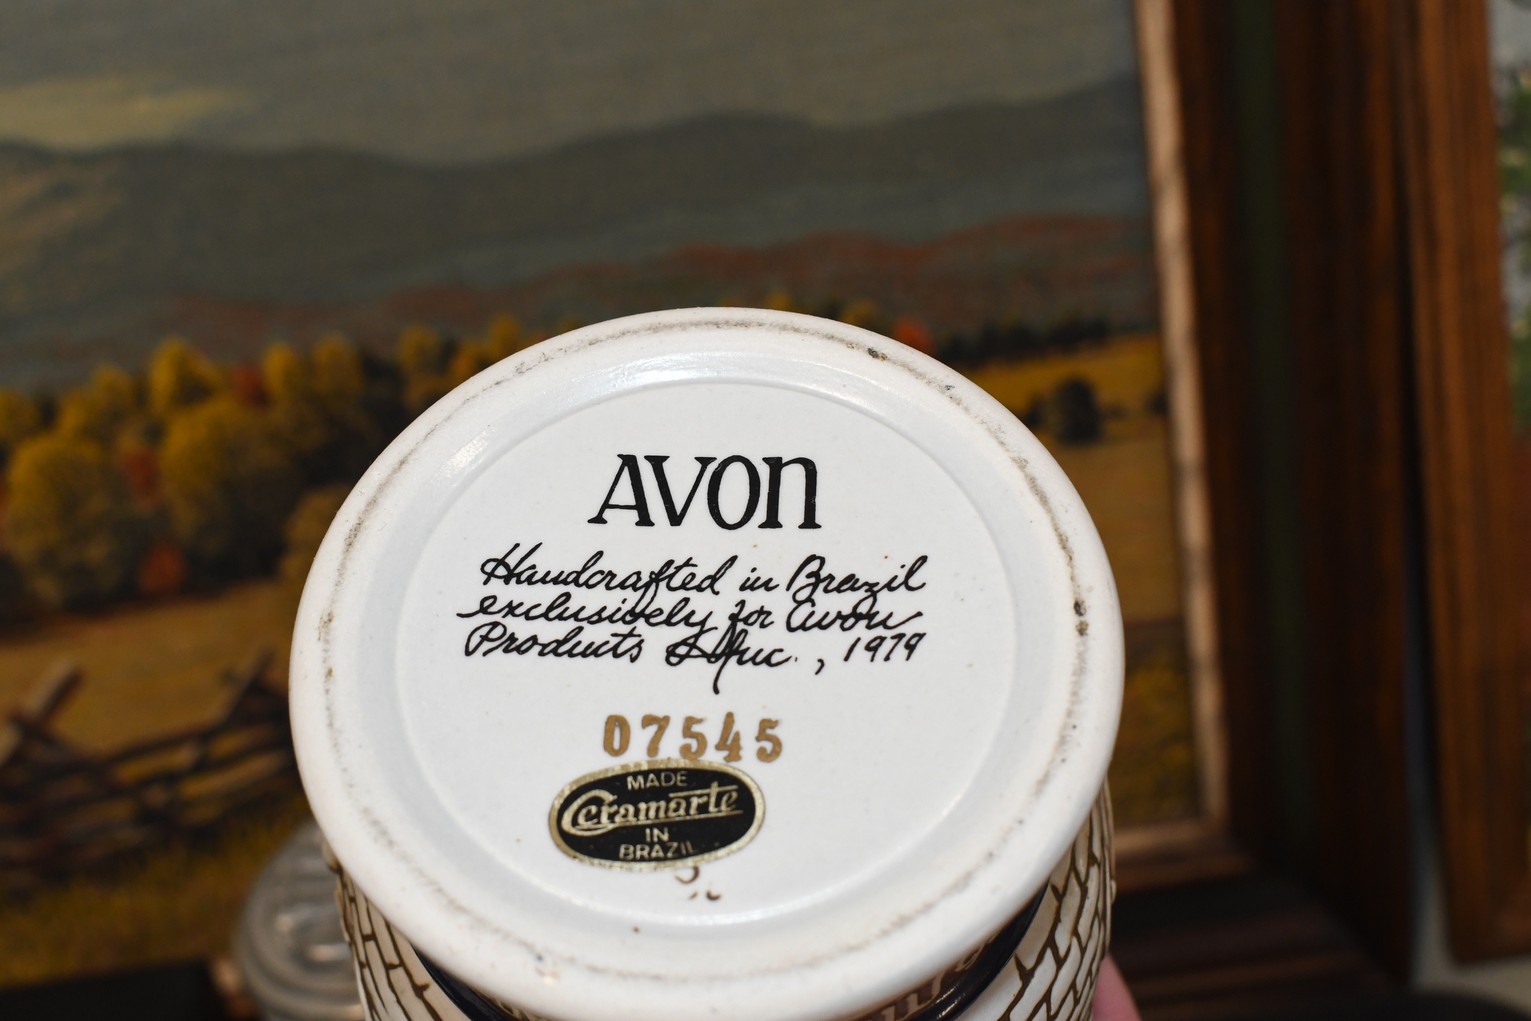 AVON
Handcrafted in Brazil
exclusively for Avon
Products Inc., 1979
07545
MADE
Ceramarte
IN
BRAZIL